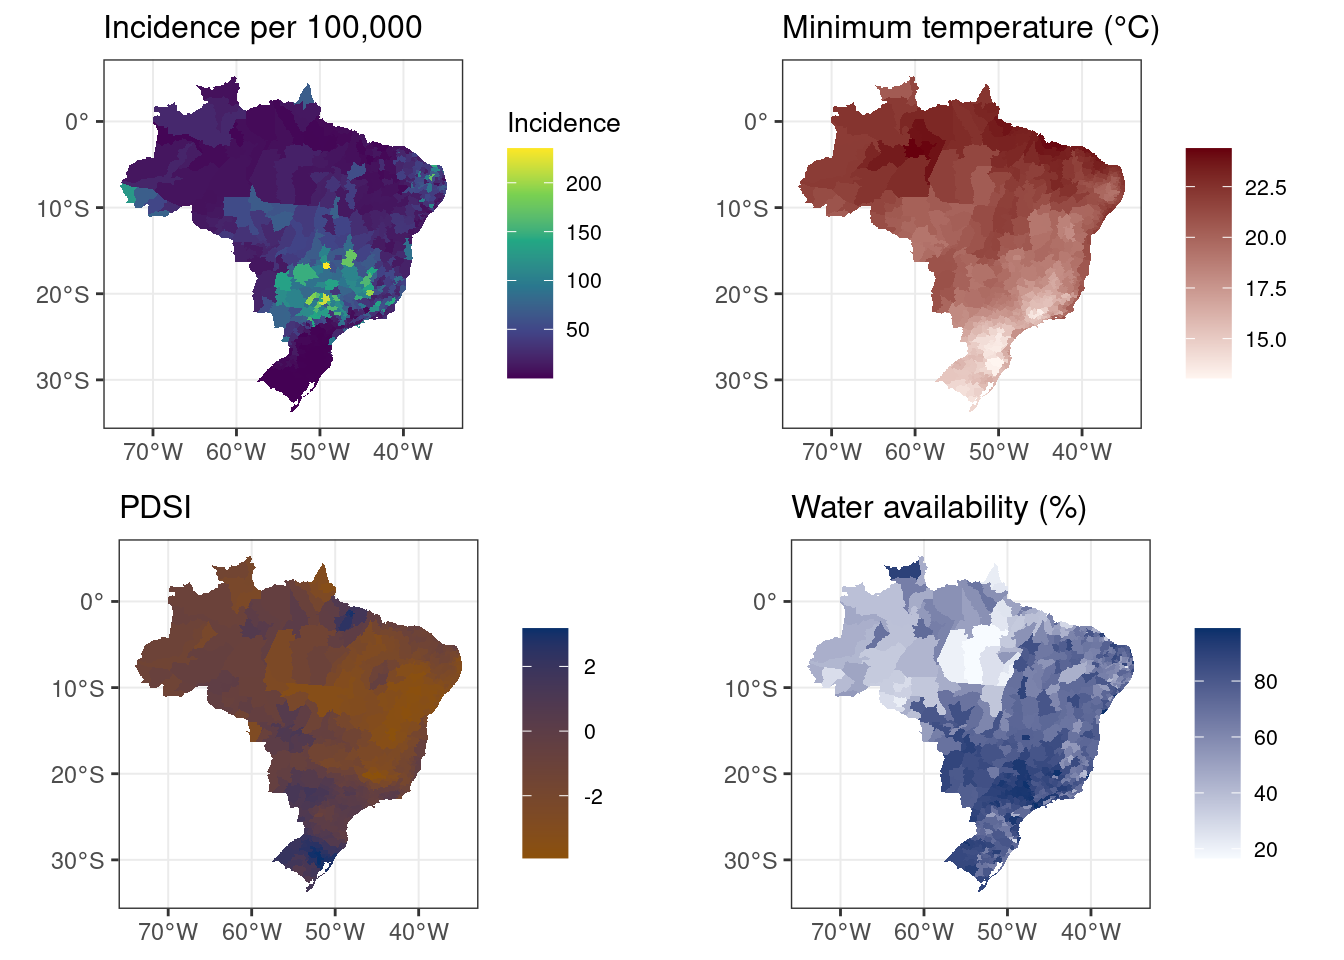 Incidence per 100,000
0°
10°S
20°S
30°S
70°W 60°W 50°W 40°W
Incidence
200
150
100
50
Minimum temperature (°C)
0°
10°S
20°S
30°S
70°W 60°W 50°W 40°W
22.5
20.0
17.5
15.0
PDSI
0°
10°S
20°S
30°S
70°W 60°W 50°W 40°W
2
0
-2
Water availability (%)
0°
10°S
20°S
30°S
70°W 60°W 50°W 40°W
80
60
40
20